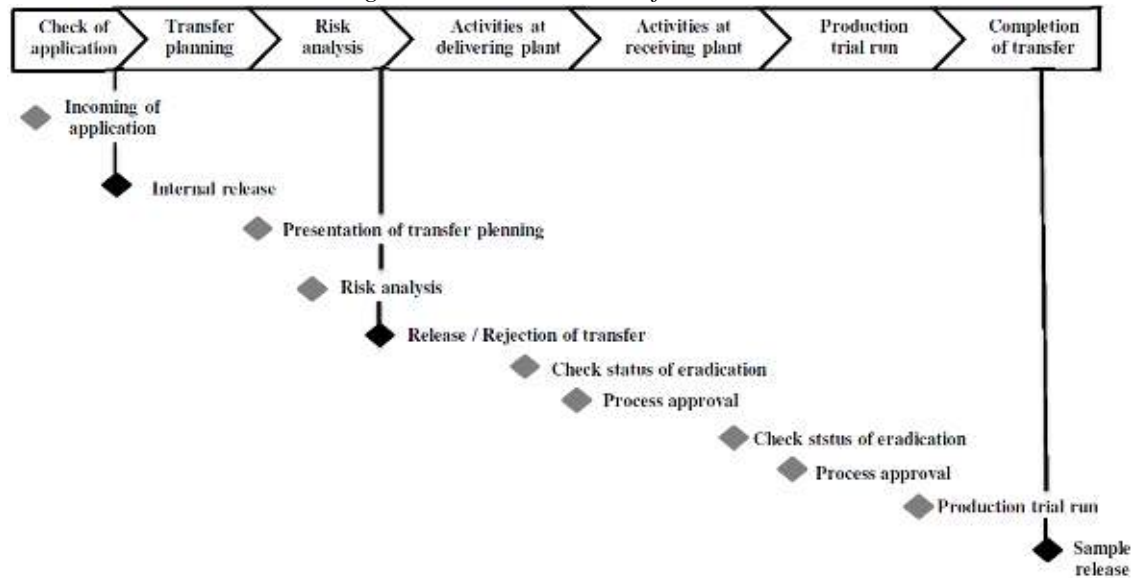 Check of
application
Transfer
planning
Risk
analysis
Activities at
delivering plant
Activities at
receiving plant
Production
trial run
Completion
of transfer
Incoming of
application
Internal release
Presentation of transfer plenning
Risk analysis
Release / Rejection of transfer
Check status of eradication
Process approval
Check ststus of eradication
Process approval
Production trial run
Sample
release